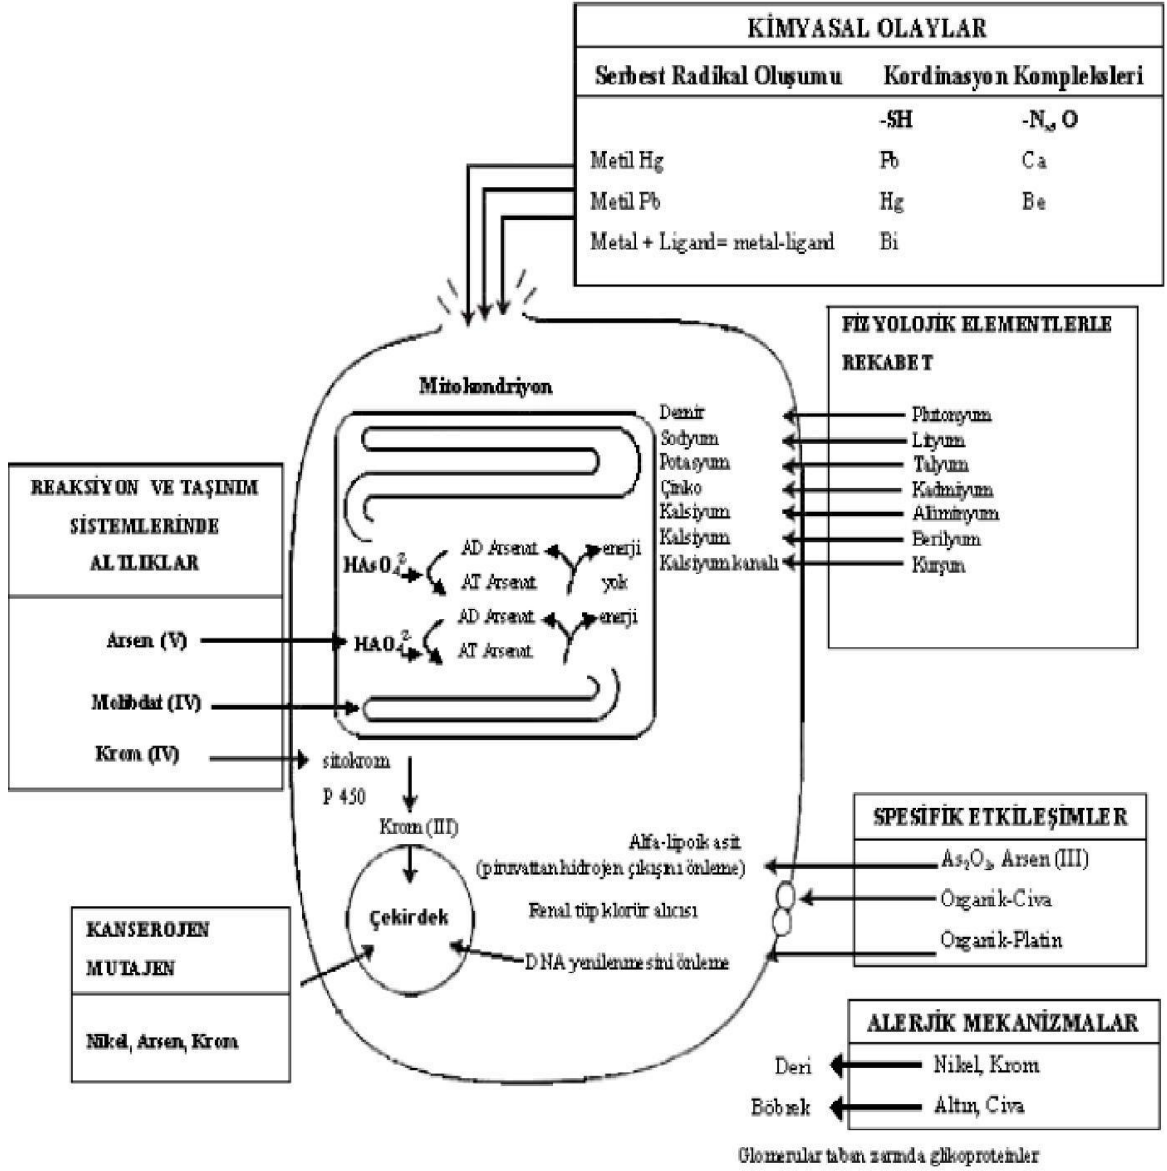 KİMYASAL OLAYLAR
Serbest Radikal Oluşumu Kordinasyon Kompleksleri
-SH -N,, O
Metil Hg Pb Ca
Metil Pb Hg Be
Metal + Ligand= metal-ligand Bi
FİZYOLOJİK ELEMENTLERLE
REKABET
Mitokondriyon
Demir Plutonyum
Sodyum Lityum
Potasyum Talyum
Çinko Kadmiyum
Kalsiyum Alüminyum
Kalsiyum Berilyum
Kalsiyum kanalı Kurşun
REAKSİYON VE TAŞINIM
SİSTEMLERİNDE
ALTLIKLAR
Arsen (V)
Molibdat (IV)
Krom (IV)
HAsO₄²⁻ AD Arsenat enerji
AT Arsenat yok
HAO₄²⁻ AD Arsenat enerji
AT Arsenat
sitokrom
P 450
Krom (III)
Çekirdek
Alfa-lipoik asit
(piruvattan hidrojen çıkışını önleme)
Renal tüp klorür alıcısı
DNA yenilenmesini önleme
SPESİFİK ETKİLEŞİMLER
As₂O₃, Arsen (III)
Organik-Civa
Organik-Platin
KANSEROJEN
MUTAJEN
Nikel, Arsen, Krom
ALERJİK MEKANİZMALAR
Deri Nikel, Krom
Böbrek Altın, Civa
Glomerular taban zarında glikoproteinler